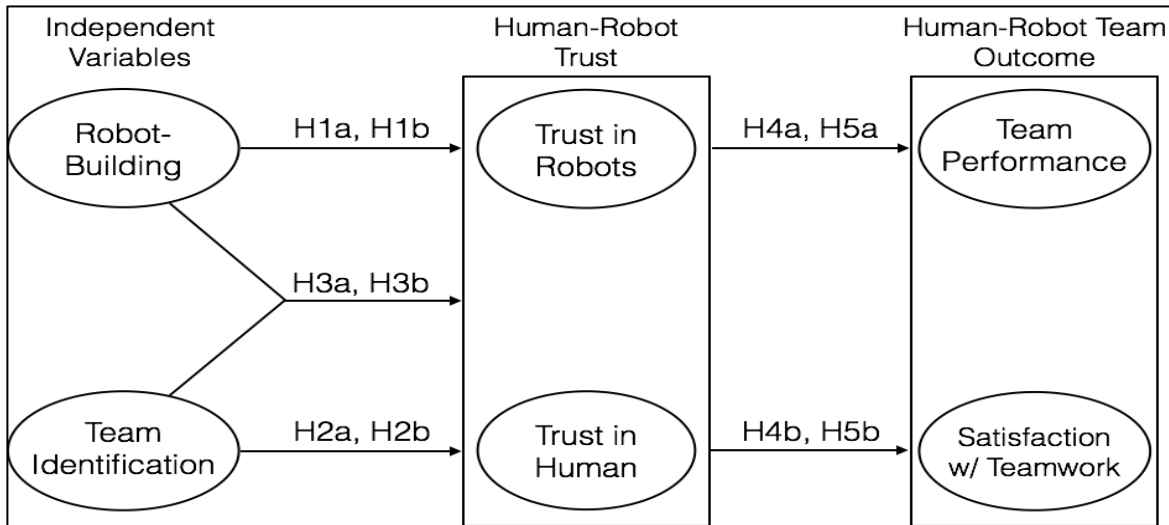 Independent
Variables
Human-Robot
Trust
Human-Robot Team
Outcome
Robot-
Building
H1a, H1b
Trust in
Robots
H4a, H5a
Team
Performance
H3a, H3b
Team
Identification
H2a, H2b
Trust in
Human
H4b, H5b
Satisfaction
w/ Teamwork